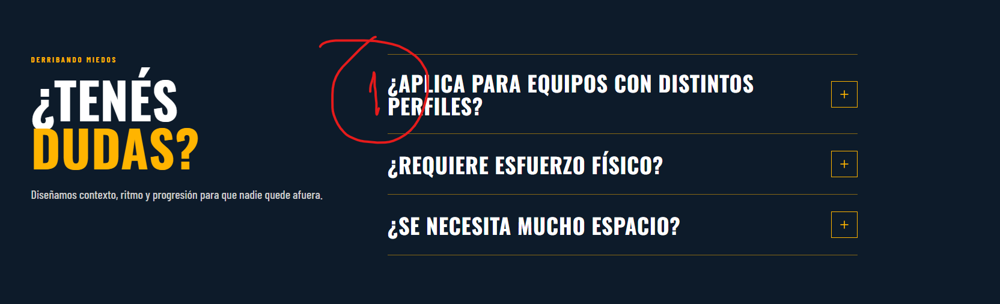 DERRIBANDO MIEDOS
¿TENÉS
DUDAS?
Diseñamos contexto, ritmo y progresión para que nadie quede afuera.
1
¿APLICA PARA EQUIPOS CON DISTINTOS
PERFILES?
+
¿REQUIERE ESFUERZO FÍSICO?
+
¿SE NECESITA MUCHO ESPACIO?
+